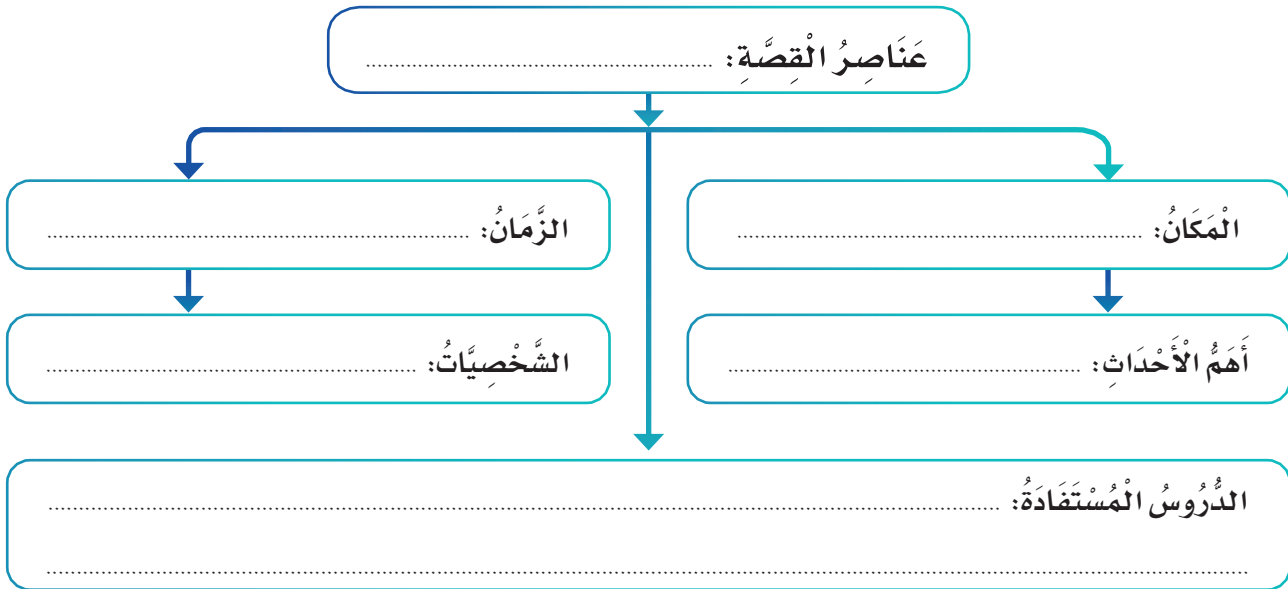 عَنَاصِرُ الْقِصَّةِ: ........................................
الْمَكَانُ: ........................................
الزَّمَانُ: ........................................
أَهَمُّ الْأَحْدَاثِ: ........................................
الشَّخْصِيَّاتُ: ........................................
الدُّرُوسُ الْمُسْتَفَادَةُ: ........................................
........................................